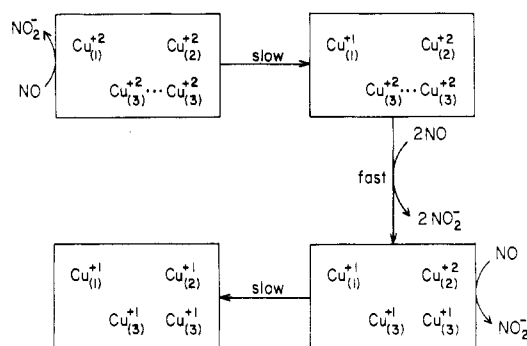 NO₂⁻
NO
Cu⁺²₍₁₎ Cu⁺²₍₂₎
Cu⁺²₍₃₎ ··· Cu⁺²₍₃₎
slow
Cu⁺¹₍₁₎ Cu⁺²₍₂₎
Cu⁺²₍₃₎ ··· Cu⁺²₍₃₎
2NO
fast
2 NO₂⁻
Cu⁺¹₍₁₎ Cu⁺¹₍₂₎
Cu⁺¹₍₃₎ Cu⁺¹₍₃₎
slow
Cu⁺¹₍₁₎ Cu⁺²₍₂₎
Cu⁺¹₍₃₎ Cu⁺¹₍₃₎
NO
NO₂⁻